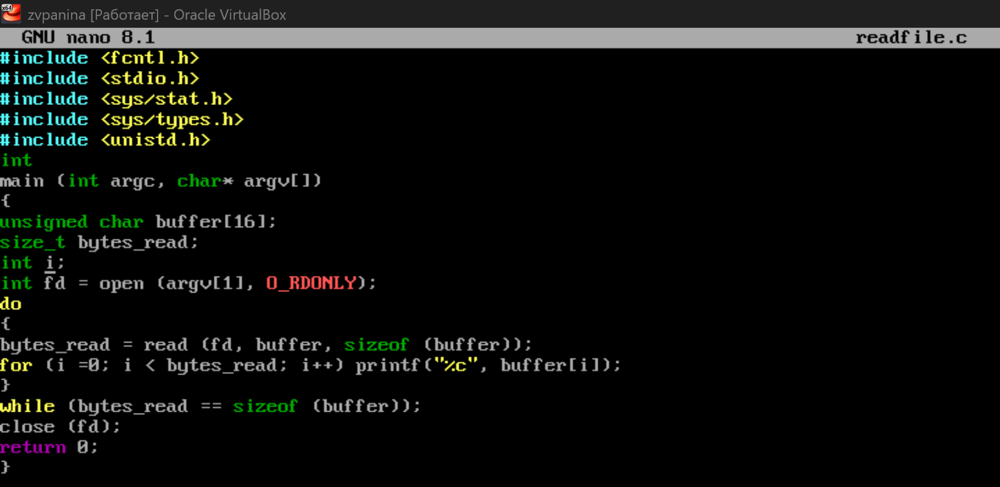 x64
zvpanina [Работает] - Oracle VirtualBox
GNU nano 8.1 readfile.c
#include <fcntl.h>
#include <stdio.h>
#include <sys/stat.h>
#include <sys/types.h>
#include <unistd.h>
int
main (int argc, char* argv[])
{
unsigned char buffer[16];
size_t bytes_read;
int i;
int fd = open (argv[1], O_RDONLY);
do
{
bytes_read = read (fd, buffer, sizeof (buffer));
for (i =0; i < bytes_read; i++) printf("%c", buffer[i]);
}
while (bytes_read == sizeof (buffer));
close (fd);
return 0;
}